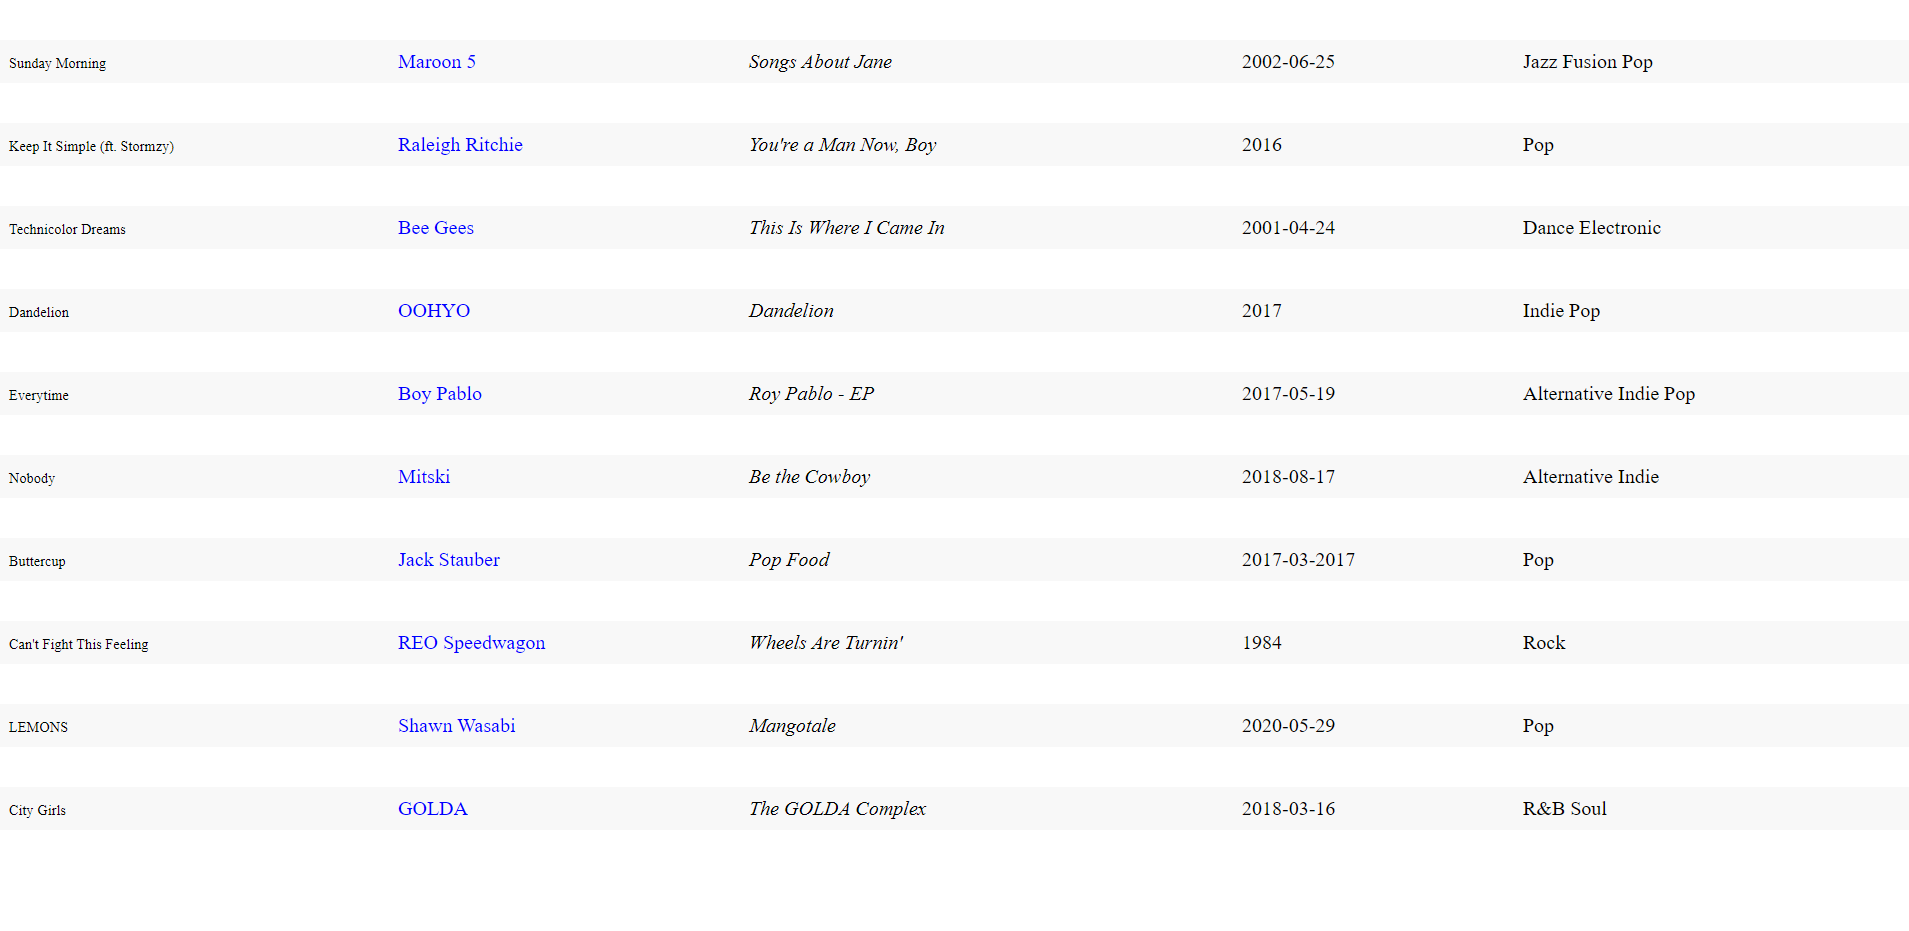 Sunday Morning Maroon 5 Songs About Jane 2002-06-25 Jazz Fusion Pop
Keep It Simple (ft. Stormzy) Raleigh Ritchie You're a Man Now, Boy 2016 Pop
Technicolor Dreams Bee Gees This Is Where I Came In 2001-04-24 Dance Electronic
Dandelion OOHYO Dandelion 2017 Indie Pop
Everytime Boy Pablo Roy Pablo - EP 2017-05-19 Alternative Indie Pop
Nobody Mitski Be the Cowboy 2018-08-17 Alternative Indie
Buttercup Jack Stauber Pop Food 2017-03-2017 Pop
Can't Fight This Feeling REO Speedwagon Wheels Are Turnin' 1984 Rock
LEMONS Shawn Wasabi Mangotale 2020-05-29 Pop
City Girls GOLDA The GOLDA Complex 2018-03-16 R&B Soul